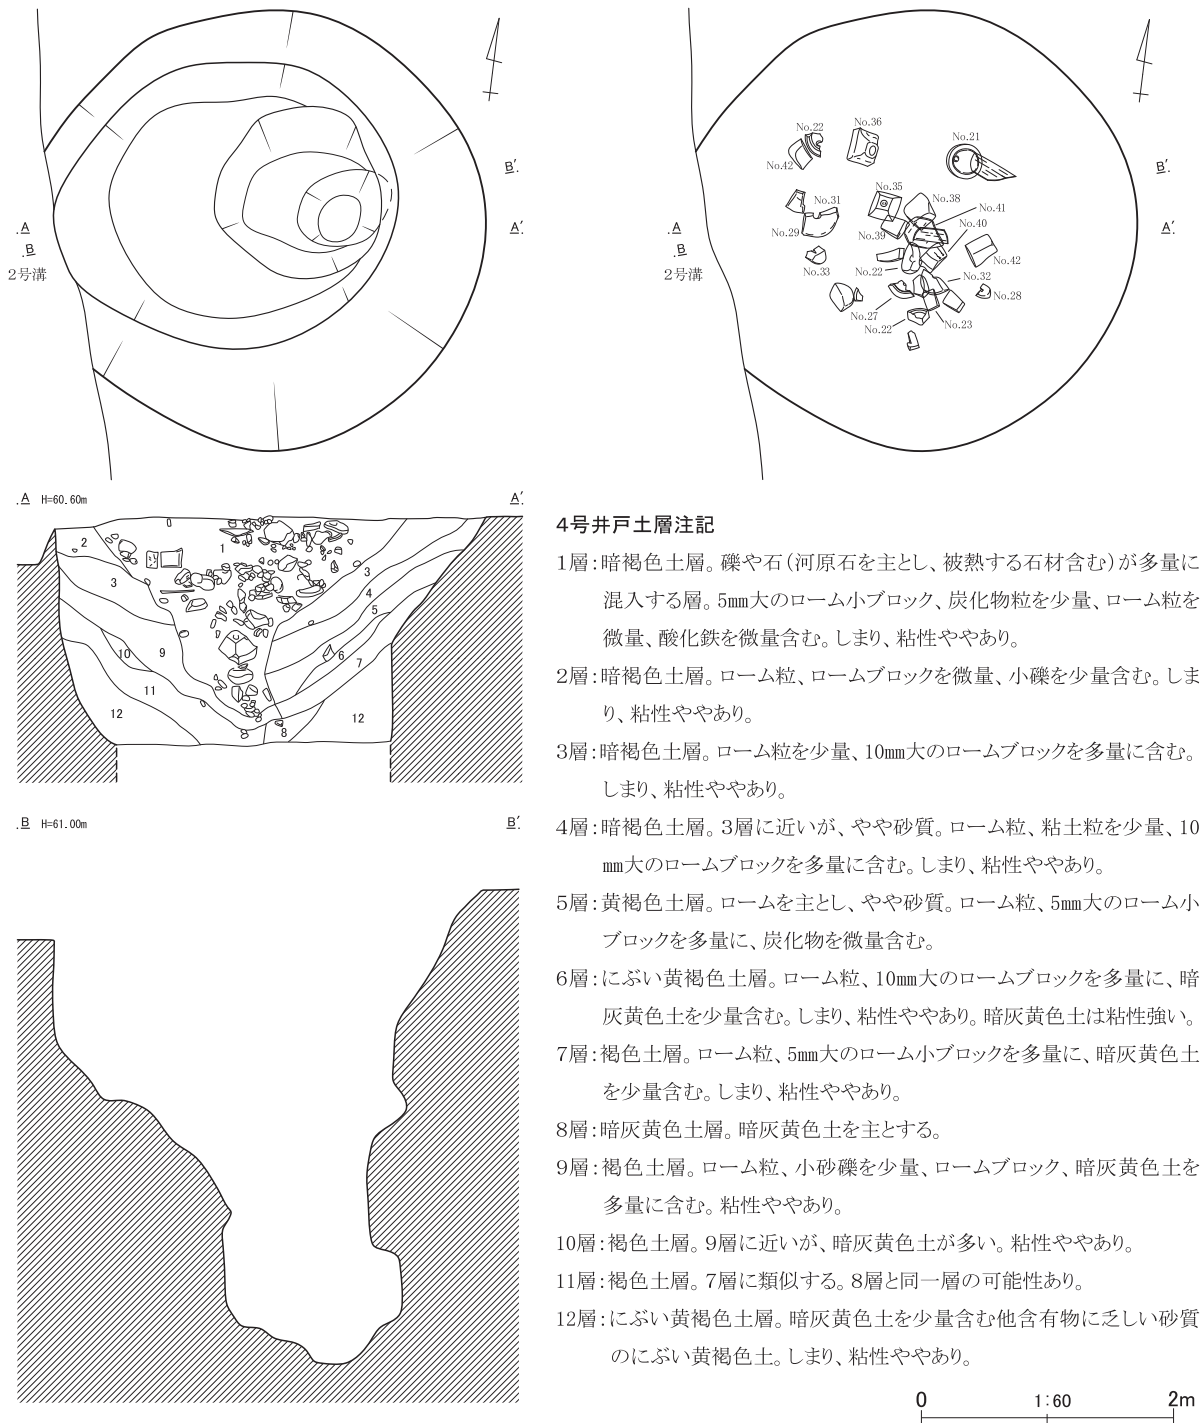 B′
A
A′
B
2号溝
No.22
No.36
No.21
No.42
B′
No.35
No.31
No.38
No.41
A
No.40
A′
No.29
No.39
B
No.42
2号溝
No.33
No.22
No.32
No.28
No.27
No.23
No.22
A H=60.60m
A′
1
2
3
3
4
5
6
7
9
10
11
12
12
8
B H=61.00m
B′
4号井戸土層注記
1層:暗褐色土層。礫や石(河原石を主とし、被熱する石材含む)が多量に
混入する層。5mm大のローム小ブロック、炭化物粒を少量、ローム粒を
微量、酸化鉄を微量含む。しまり、粘性ややあり。
2層:暗褐色土層。ローム粒、ロームブロックを微量、小礫を少量含む。しま
り、粘性ややあり。
3層:暗褐色土層。ローム粒を少量、10mm大のロームブロックを多量に含む。
しまり、粘性ややあり。
4層:暗褐色土層。3層に近いが、やや砂質。ローム粒、粘土粒を少量、10
mm大のロームブロックを多量に含む。しまり、粘性ややあり。
5層:黄褐色土層。ロームを主とし、やや砂質。ローム粒、5mm大のローム小
ブロックを多量に、炭化物を微量含む。
6層:にぶい黄褐色土層。ローム粒、10mm大のロームブロックを多量に、暗
灰黄色土を少量含む。しまり、粘性ややあり。暗灰黄色土は粘性強い。
7層:褐色土層。ローム粒、5mm大のローム小ブロックを多量に、暗灰黄色土
を少量含む。しまり、粘性ややあり。
8層:暗灰黄色土層。暗灰黄色土を主とする。
9層:褐色土層。ローム粒、小砂礫を少量、ロームブロック、暗灰黄色土を
多量に含む。粘性ややあり。
10層:褐色土層。9層に近いが、暗灰黄色土が多い。粘性ややあり。
11層:褐色土層。7層に類似する。8層と同一層の可能性あり。
12層:にぶい黄褐色土層。暗灰黄色土を少量含む他含有物に乏しい砂質
のにぶい黄褐色土。しまり、粘性ややあり。
0 1:60 2m